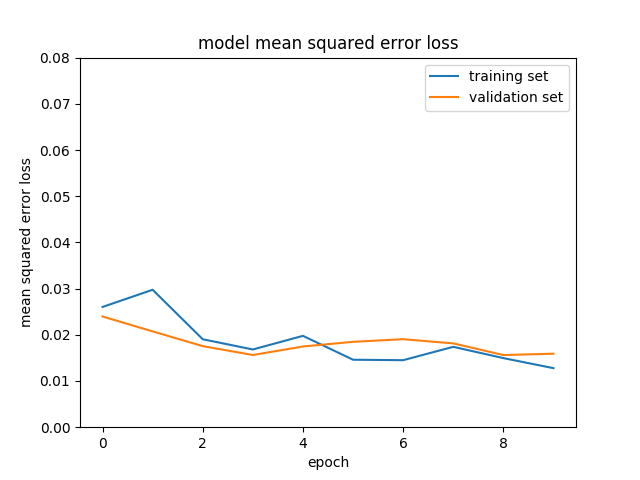 model mean squared error loss
training set
validation set
0.08
0.07
0.06
0.05
0.04
0.03
0.02
0.01
0.00
mean squared error loss
0 2 4 6 8
epoch